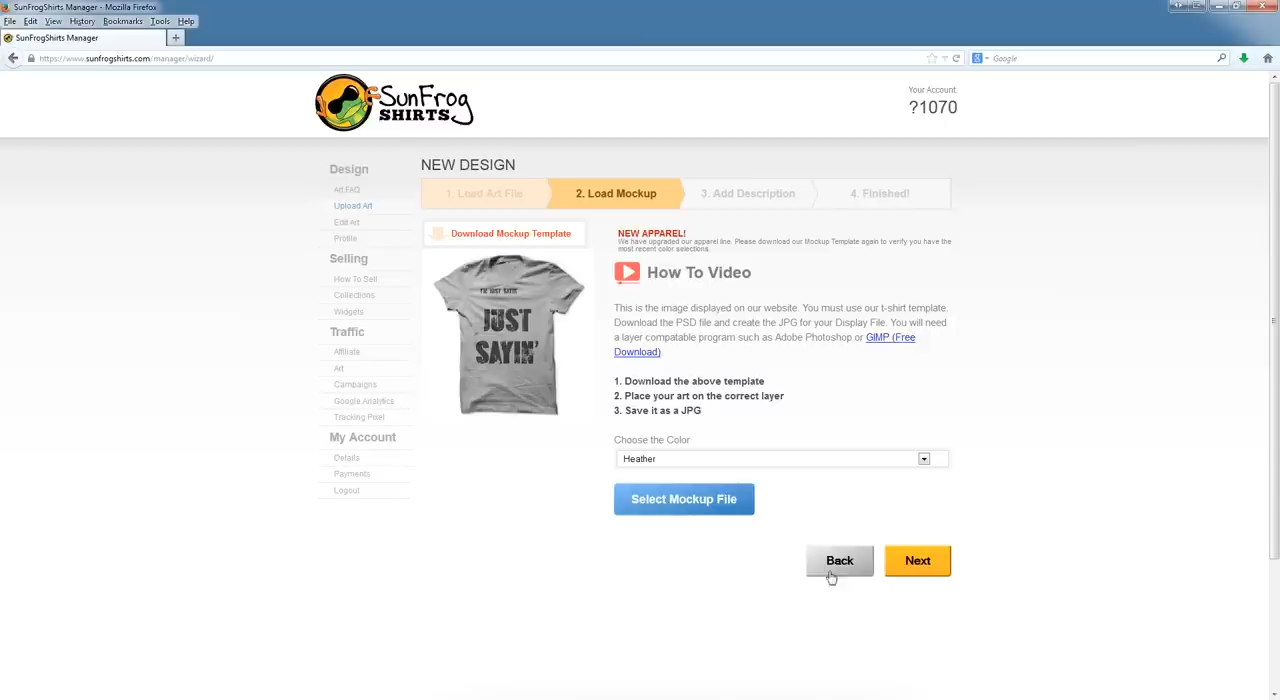 SunFrogShirts Manager - Mozilla Firefox
File Edit View History Bookmarks Tools Help
SunFrogShirts Manager
+
https://www.sunfrogshirts.com/manager/wizard/
Google
SunFrog
SHIRTS
Your Account
?1070
Design
Art FAQ
Upload Art
Edit Art
Profile
Selling
How To Sell
Collections
Widgets
Traffic
Affiliate
Art
Campaigns
Google Analytics
Tracking Pixel
My Account
Details
Payments
Logout
NEW DESIGN
1. Load Art File
2. Load Mockup
3. Add Description
4. Finished!
Download Mockup Template
I'M JUST SAYIN'
JUST
SAYIN'
NEW APPAREL!
We have upgraded our apparel line. Please download our Mockup Template again to verify you have the
most recent color selections.
How To Video
This is the image displayed on our website. You must use our t-shirt template.
Download the PSD file and create the JPG for your Display File. You will need
a layer compatable program such as Adobe Photoshop or GIMP (Free
Download).
1. Download the above template
2. Place your art on the correct layer
3. Save it as a JPG
Choose the Color
Heather
Select Mockup File
Back
Next